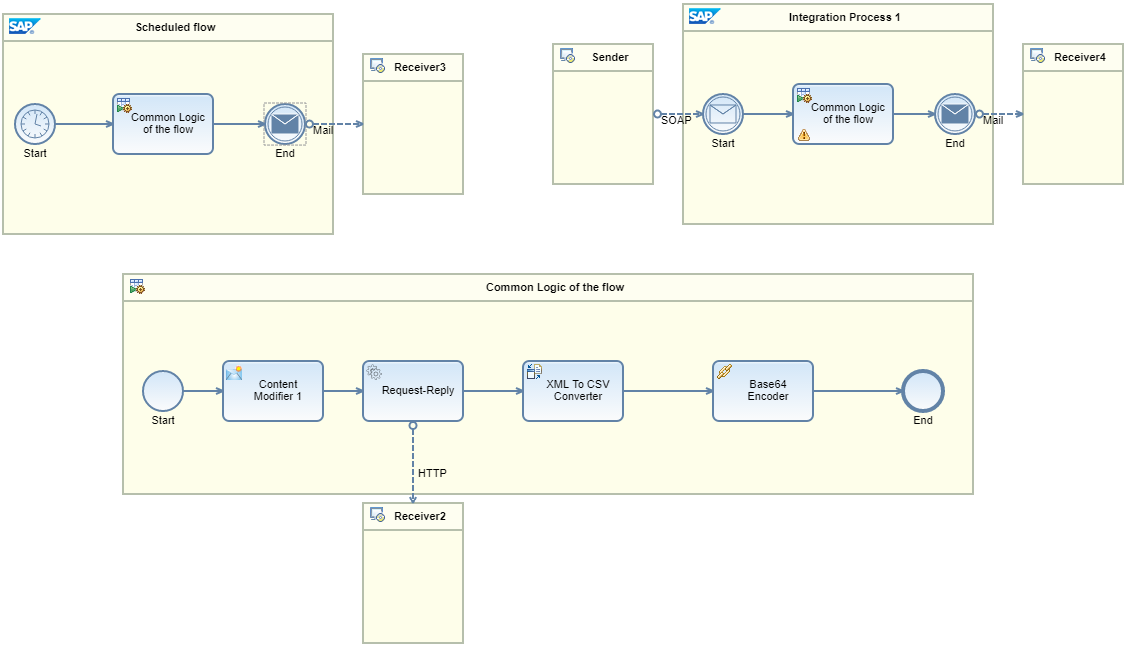 SAP
Scheduled flow
Start
Common Logic
of the flow
End
Mail
Receiver3
Sender
SOAP
SAP
Integration Process 1
Start
Common Logic
of the flow
End
Mail
Receiver4
Common Logic of the flow
Start
Content
Modifier 1
Request-Reply
XML To CSV
Converter
Base64
Encoder
End
HTTP
Receiver2